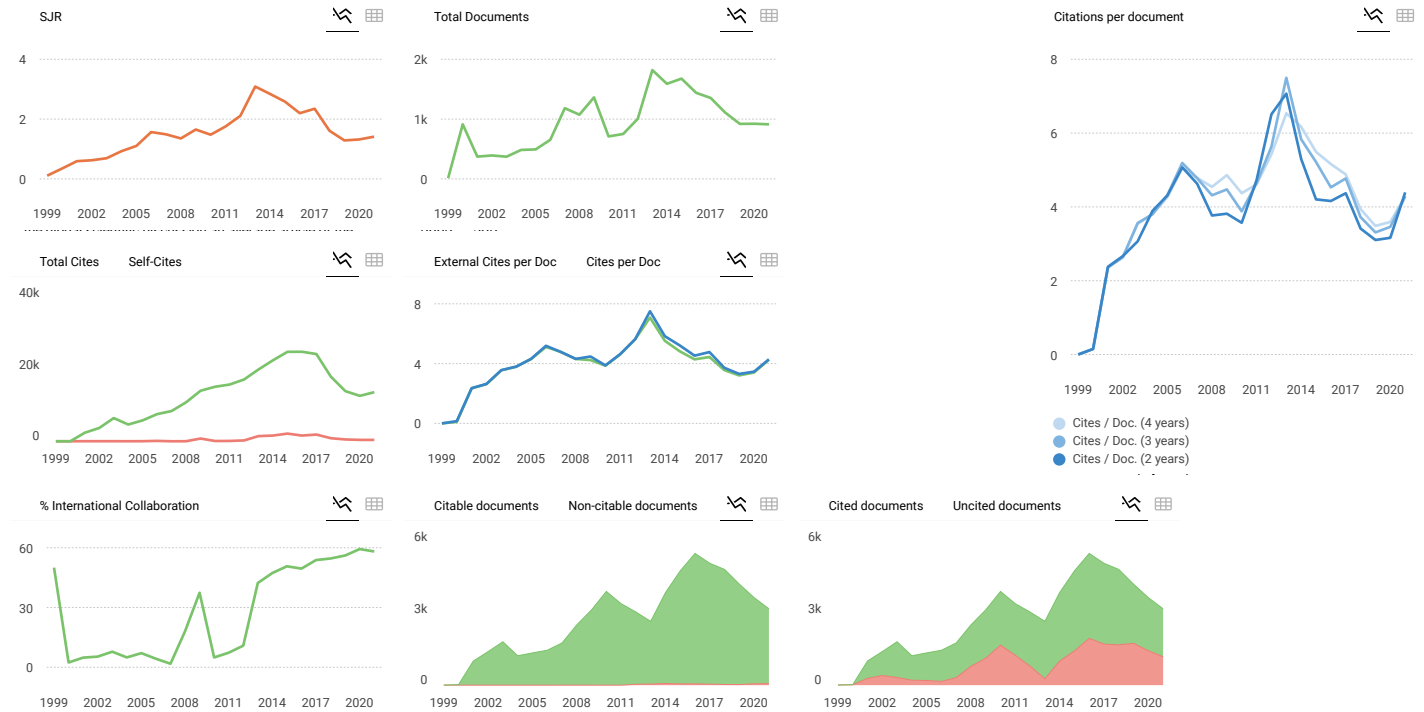 SJR
4
2
0
1999 2002 2005 2008 2011 2014 2017 2020
Total Documents
2k
1k
0
1999 2002 2005 2008 2011 2014 2017 2020
Citations per document
8
6
4
2
0
1999 2002 2005 2008 2011 2014 2017 2020
Cites / Doc. (4 years)
Cites / Doc. (3 years)
Cites / Doc. (2 years)
Total Cites Self-Cites
40k
20k
0
1999 2002 2005 2008 2011 2014 2017 2020
External Cites per Doc Cites per Doc
8
4
0
1999 2002 2005 2008 2011 2014 2017 2020
% International Collaboration
60
30
0
1999 2002 2005 2008 2011 2014 2017 2020
Citable documents Non-citable documents
6k
3k
0
1999 2002 2005 2008 2011 2014 2017 2020
Cited documents Uncited documents
6k
3k
0
1999 2002 2005 2008 2011 2014 2017 2020